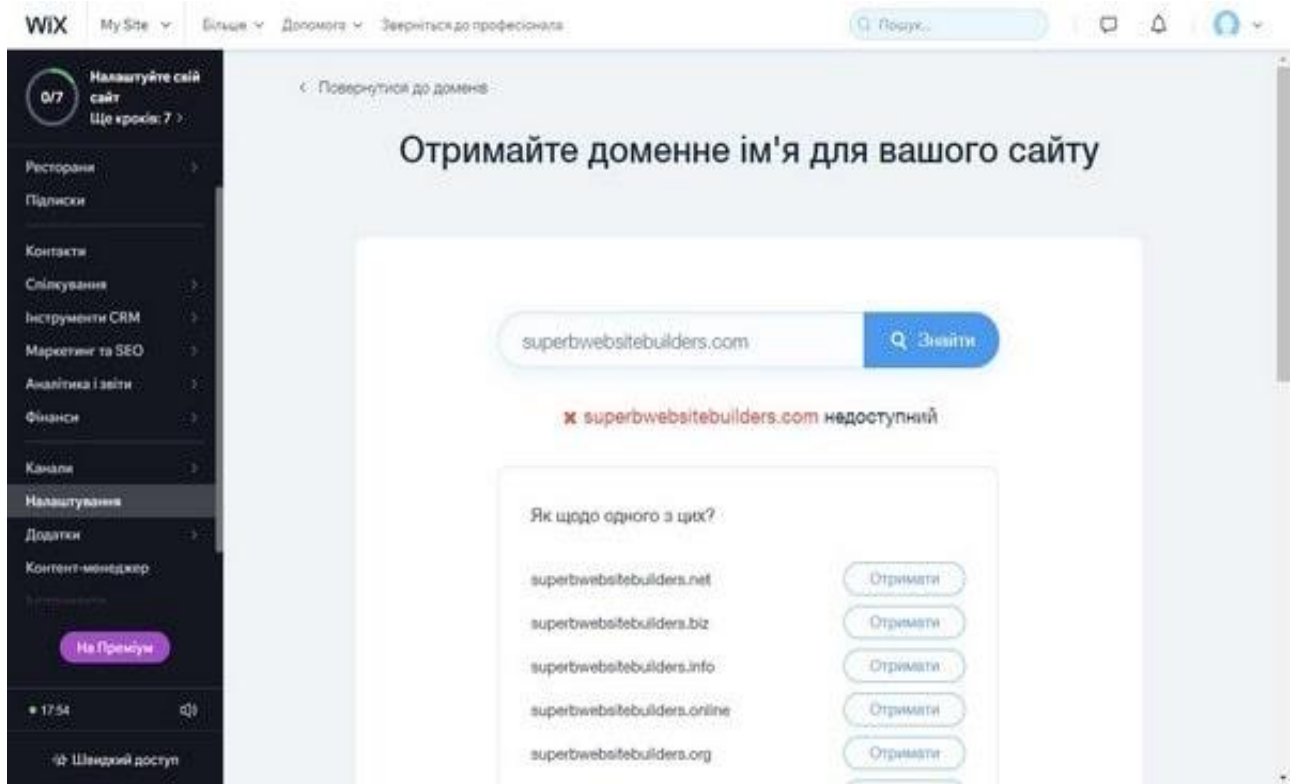 WiX My Site Більше Допомога Зверніться до професіонала Пошук...
0/7
Налаштуйте свій
сайт
Ще кроків: 7 >
Ресторани
Підписки
Контакти
Спілкування
Інструменти CRM
Маркетинг та SEO
Аналітика і звіти
Фінанси
Канали
Налаштування
Додатки
Контент-менеджер
На Преміум
17:54
Швидкий доступ
< Повернутися до доменів
Отримайте доменне ім'я для вашого сайту
superbwebsitebuilders.com Знайти
✖ superbwebsitebuilders.com недоступний
Як щодо одного з цих?
superbwebsitebuilders.net Отримати
superbwebsitebuilders.biz Отримати
superbwebsitebuilders.info Отримати
superbwebsitebuilders.online Отримати
superbwebsitebuilders.org Отримати